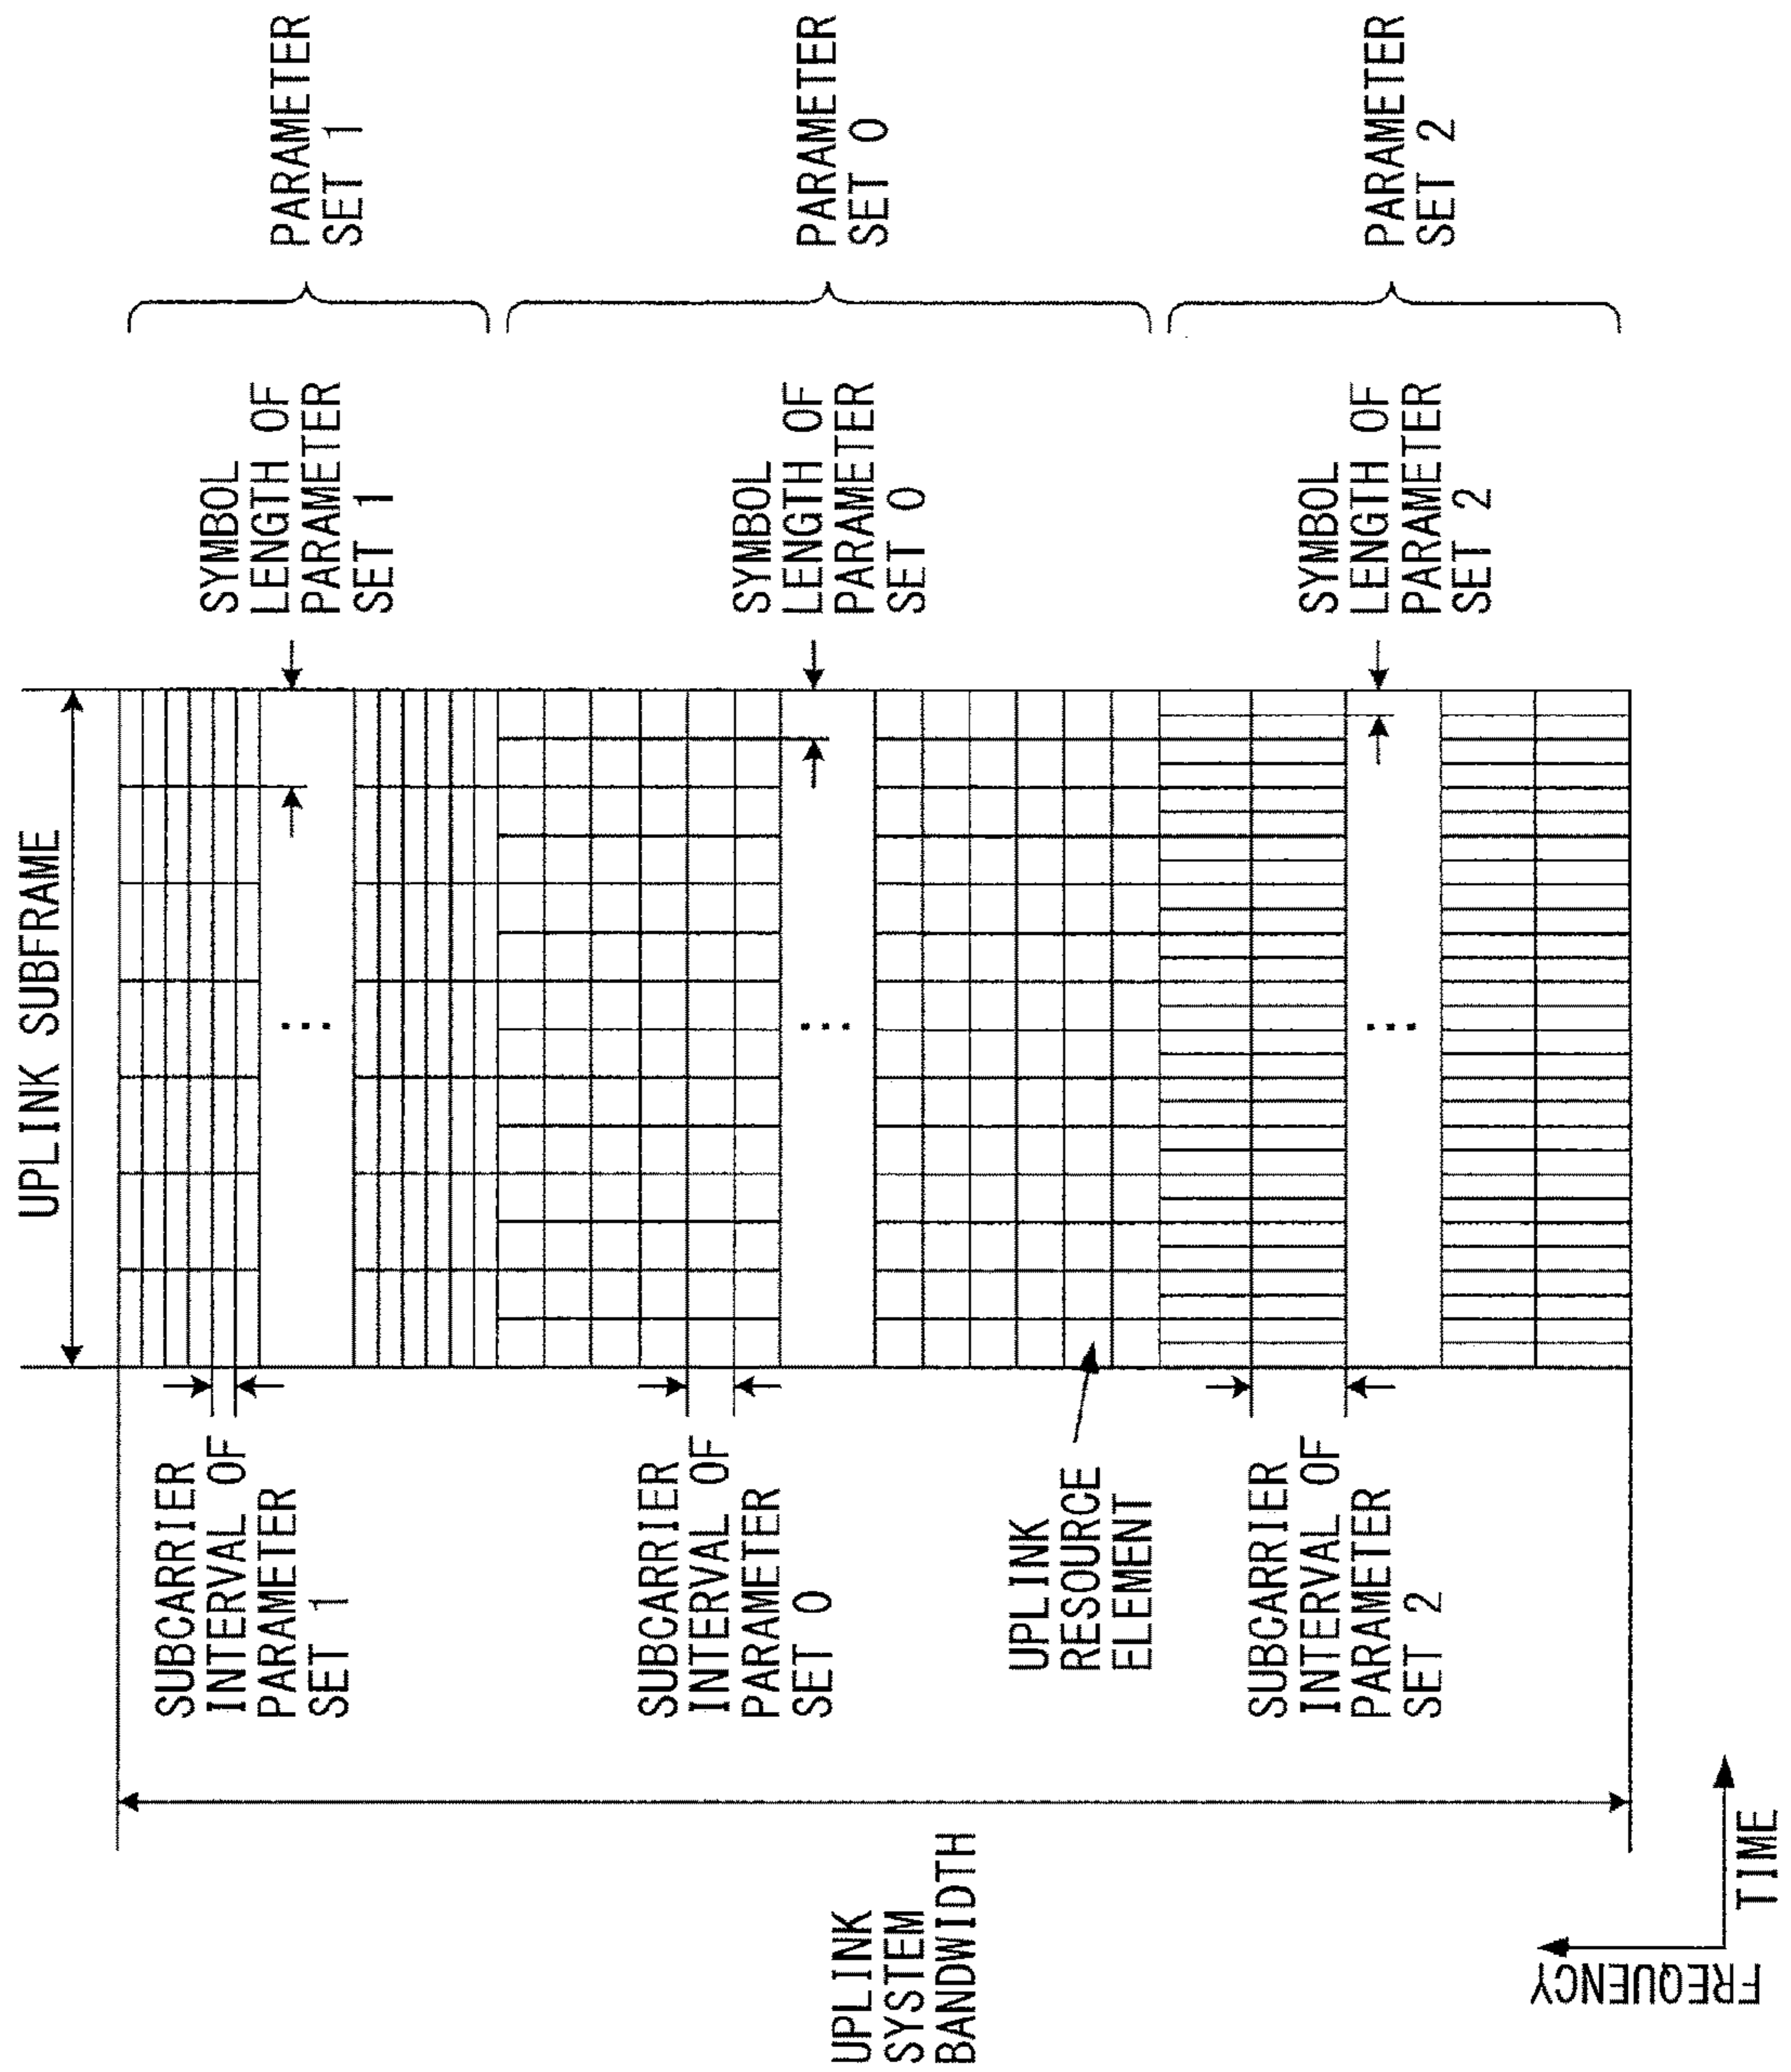 UPLINK SUBFRAME
SUBCARRIER
INTERVAL OF
PARAMETER
SET 1
SYMBOL
LENGTH OF
PARAMETER
SET 1
PARAMETER
SET 1
UPLINK
SYSTEM
BANDWIDTH
SUBCARRIER
INTERVAL OF
PARAMETER
SET 0
SYMBOL
LENGTH OF
PARAMETER
SET 0
PARAMETER
SET 0
UPLINK
RESOURCE
ELEMENT
SUBCARRIER
INTERVAL OF
PARAMETER
SET 2
SYMBOL
LENGTH OF
PARAMETER
SET 2
PARAMETER
SET 2
FREQUENCY
TIME